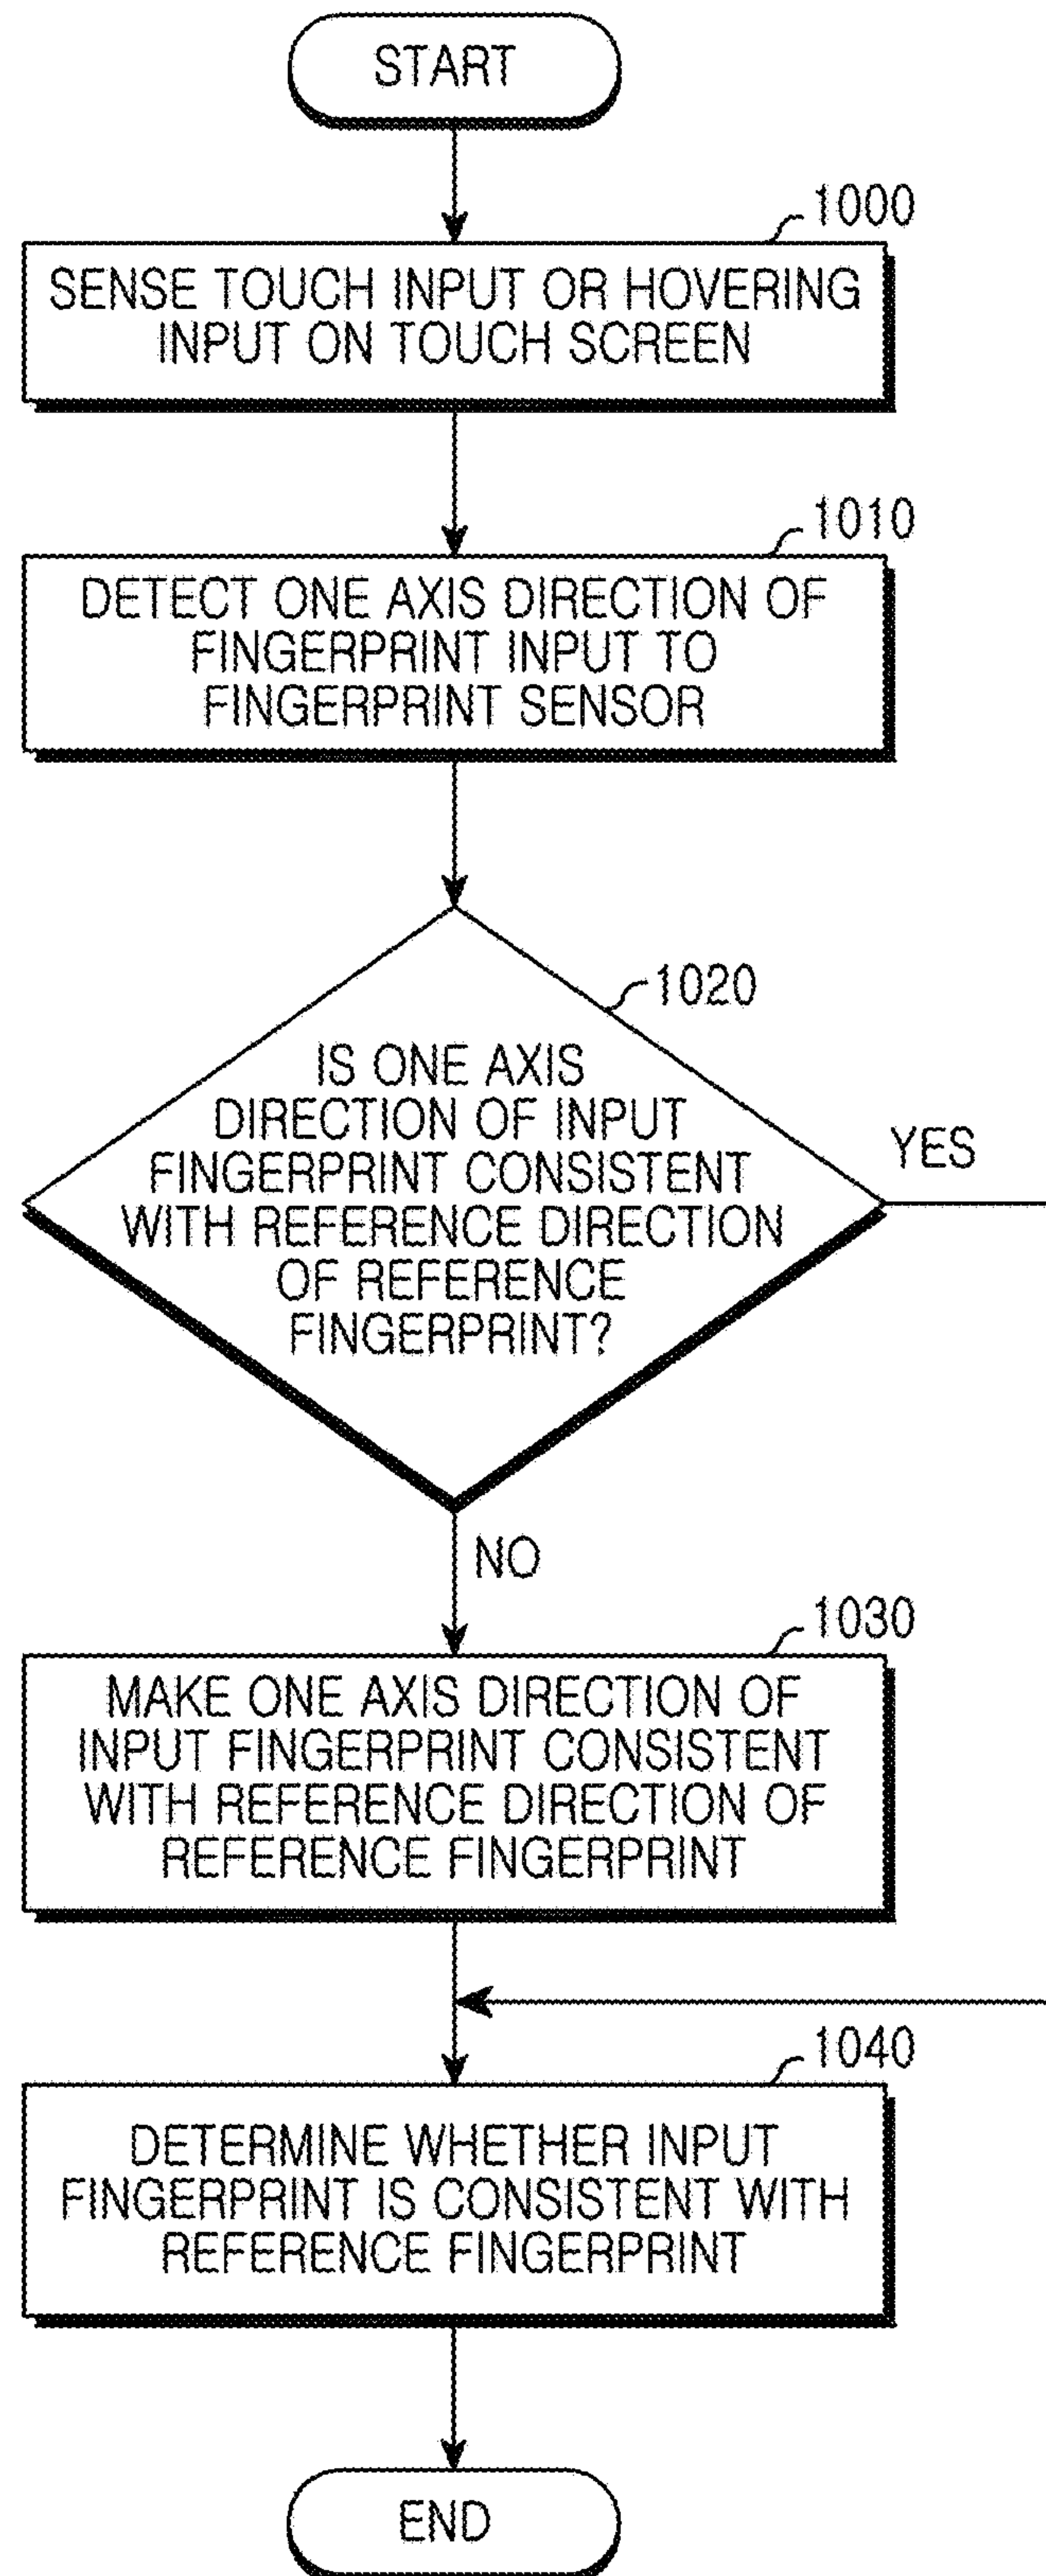 START
1000
SENSE TOUCH INPUT OR HOVERING
INPUT ON TOUCH SCREEN
1010
DETECT ONE AXIS DIRECTION OF
FINGERPRINT INPUT TO
FINGERPRINT SENSOR
1020
IS ONE AXIS
DIRECTION OF INPUT
FINGERPRINT CONSISTENT
WITH REFERENCE DIRECTION
OF REFERENCE
FINGERPRINT?
YES
NO
1030
MAKE ONE AXIS DIRECTION OF
INPUT FINGERPRINT CONSISTENT
WITH REFERENCE DIRECTION OF
REFERENCE FINGERPRINT
1040
DETERMINE WHETHER INPUT
FINGERPRINT IS CONSISTENT WITH
REFERENCE FINGERPRINT
END